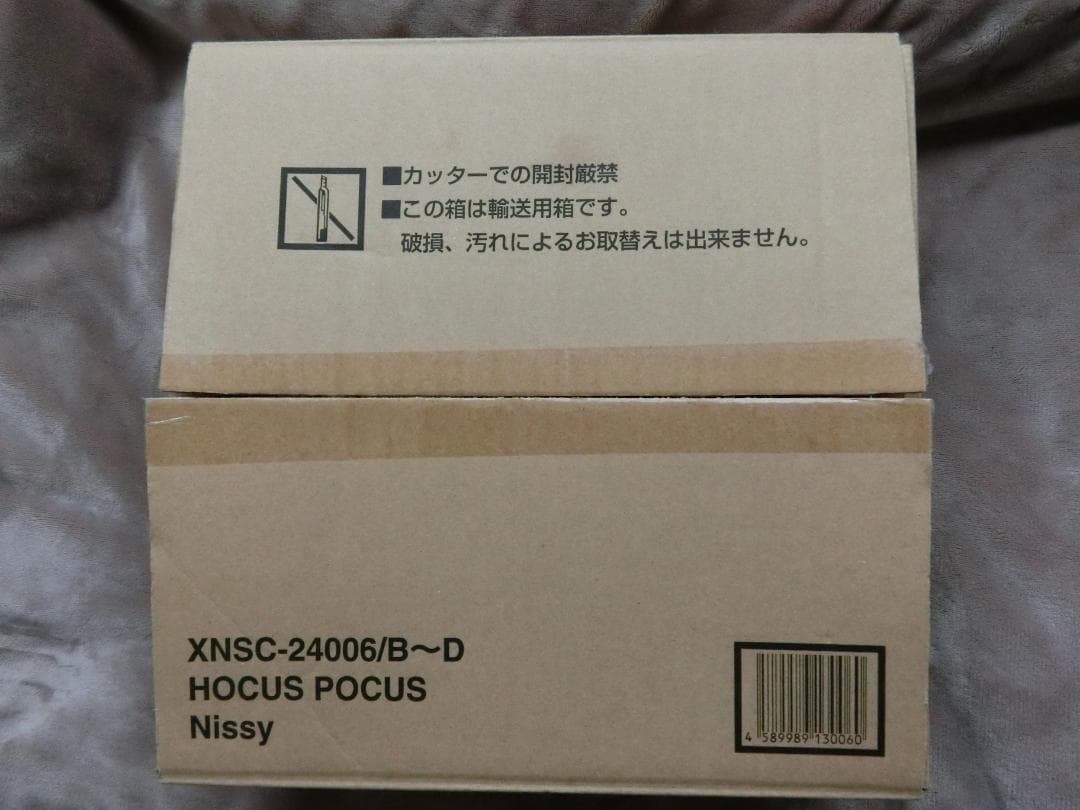 ■カッターでの開封厳禁
■この箱は輸送用箱です。
破損、汚れによるお取替えは出来ません。
XNSC-24006/B～D
HOCUS POCUS
Nissy
4 589989 130060